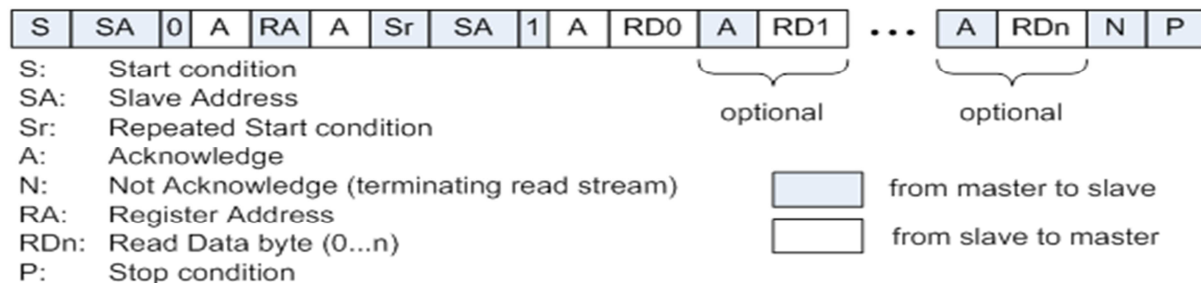 S SA 0 A RA A Sr SA 1 A RD0 A RD1 ... A RDn N P
S: Start condition
SA: Slave Address
optional optional
Sr: Repeated Start condition
A: Acknowledge
N: Not Acknowledge (terminating read stream)
from master to slave
RA: Register Address
RDn: Read Data byte (0...n)
from slave to master
P: Stop condition